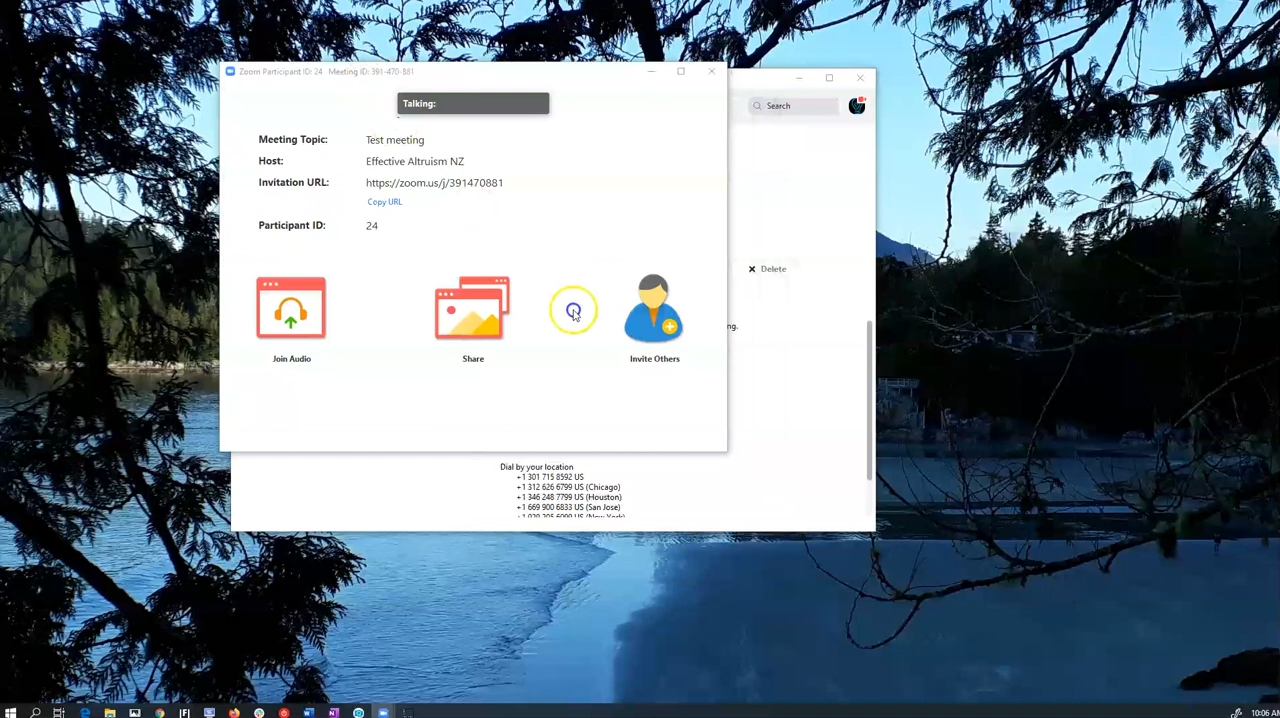 Zoom Participant ID: 24 Meeting ID: 391-470-881
Talking:
Search
Meeting Topic: Test meeting
Host: Effective Altruism NZ
Invitation URL: https://zoom.us/j/391470881
Copy URL
Participant ID: 24
Delete
ng.
Join Audio
Share
Invite Others
Dial by your location
+1 301 715 8592 US
+1 312 626 6799 US (Chicago)
+1 346 248 7799 US (Houston)
+1 669 900 6833 US (San Jose)
10:06 AM